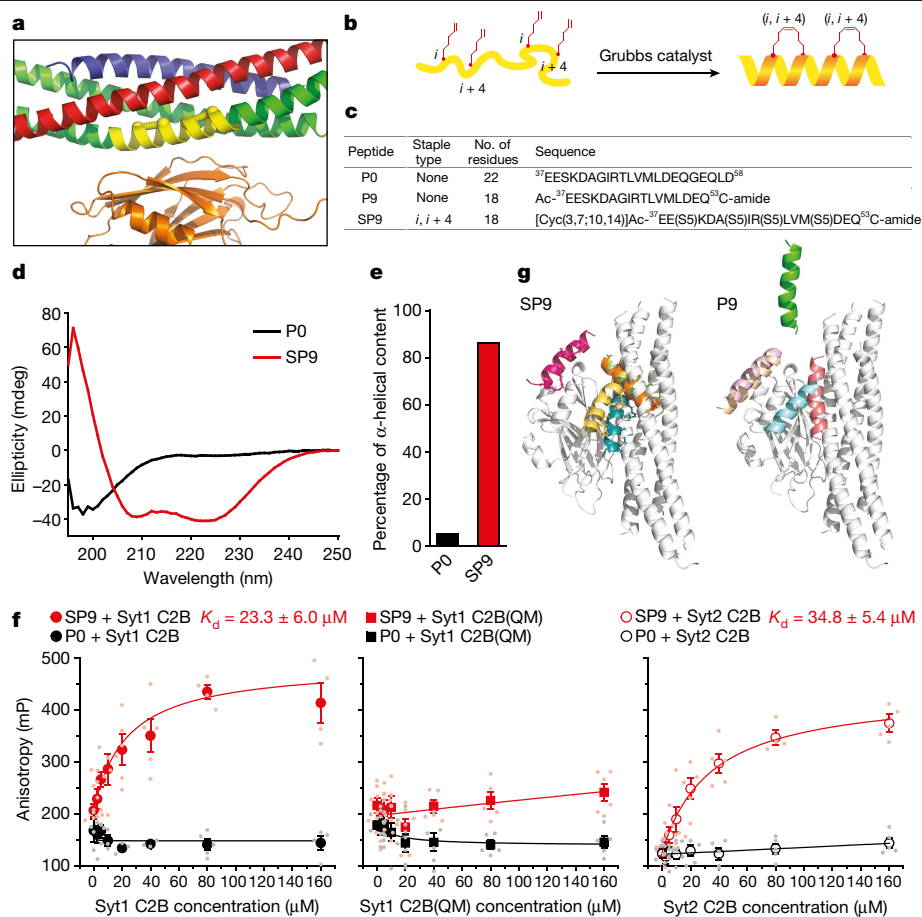 a
b
(i, i + 4) (i, i + 4)
i
i
i + 4
i + 4
Grubbs catalyst
c
Peptide Staple type No. of residues Sequence
P0 None 22 ³⁷EESKDAGIRTLVMLDEQGEQLD⁵⁸
P9 None 18 Ac-³⁷EESKDAGIRTLVMLDEQ⁵³C-amide
SP9 i, i + 4 18 [Cyc(3,7;10,14)]Ac-³⁷EE(S5)KDA(S5)IR(S5)LVM(S5)DEQ⁵³C-amide
d
80
60
40
20
0
−20
−40
Ellipticity (mdeg)
P0
SP9
200 210 220 230 240 250
Wavelength (nm)
e
100
80
60
40
20
0
Percentage of α-helical content
P0
SP9
g
SP9
P9
f
SP9 + Syt1 C2B Kd = 23.3 ± 6.0 μM
P0 + Syt1 C2B
SP9 + Syt1 C2B(QM)
P0 + Syt1 C2B(QM)
SP9 + Syt2 C2B Kd = 34.8 ± 5.4 μM
P0 + Syt2 C2B
500
400
300
200
100
Anisotropy (mP)
0 20 40 60 80 100 120 140 160
Syt1 C2B concentration (μM)
0 20 40 60 80 100 120 140 160
Syt1 C2B(QM) concentration (μM)
0 20 40 60 80 100 120 140 160
Syt2 C2B concentration (μM)